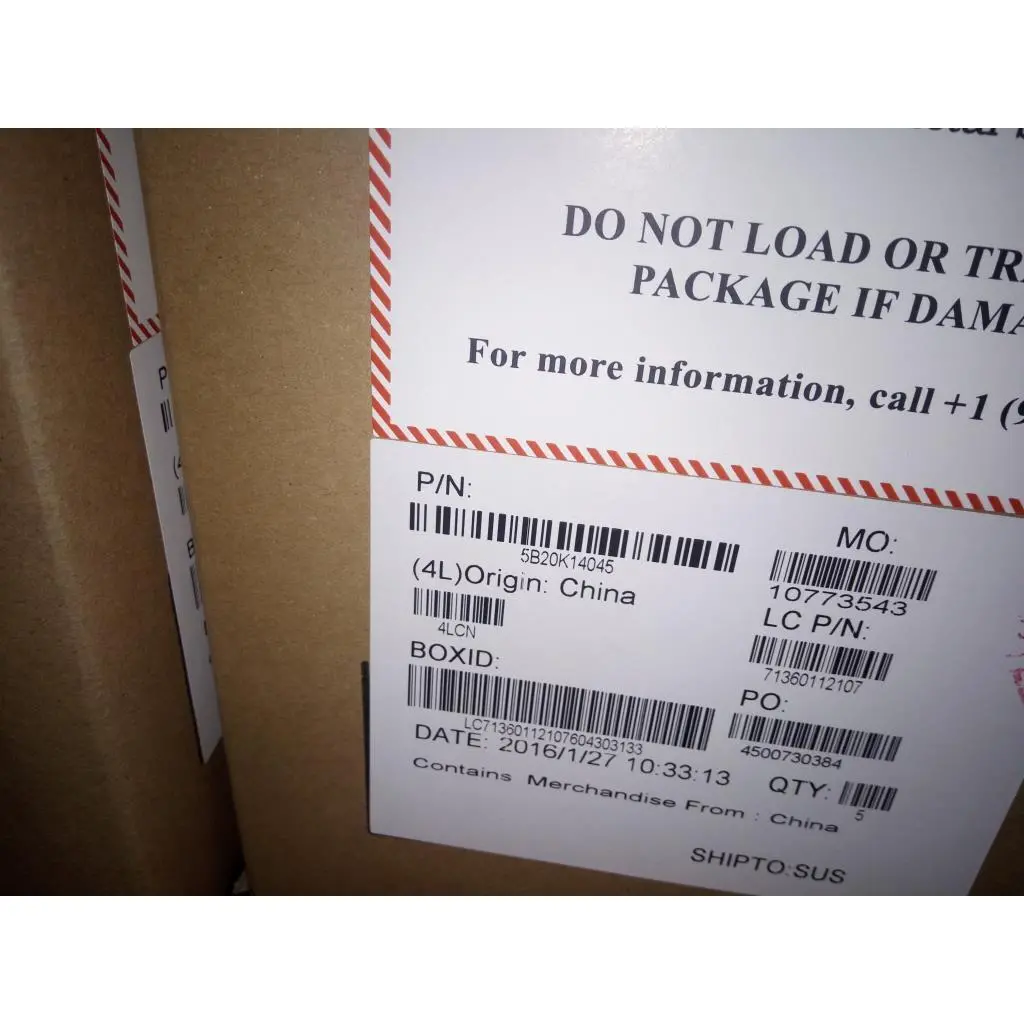 DO NOT LOAD OR
PACKAGE IF
For more information, call +1
P/N:
5B20K14045
(4L)Origin: China
4LCN
BOXID:
LC71360112107604303133
DATE: 2016/1/27 10:33:13
Contains Merchandise From : China
MO:
10773543
LC P/N:
71360112107
PO:
4500730384
QTY:
5
SHIPTO:SUS